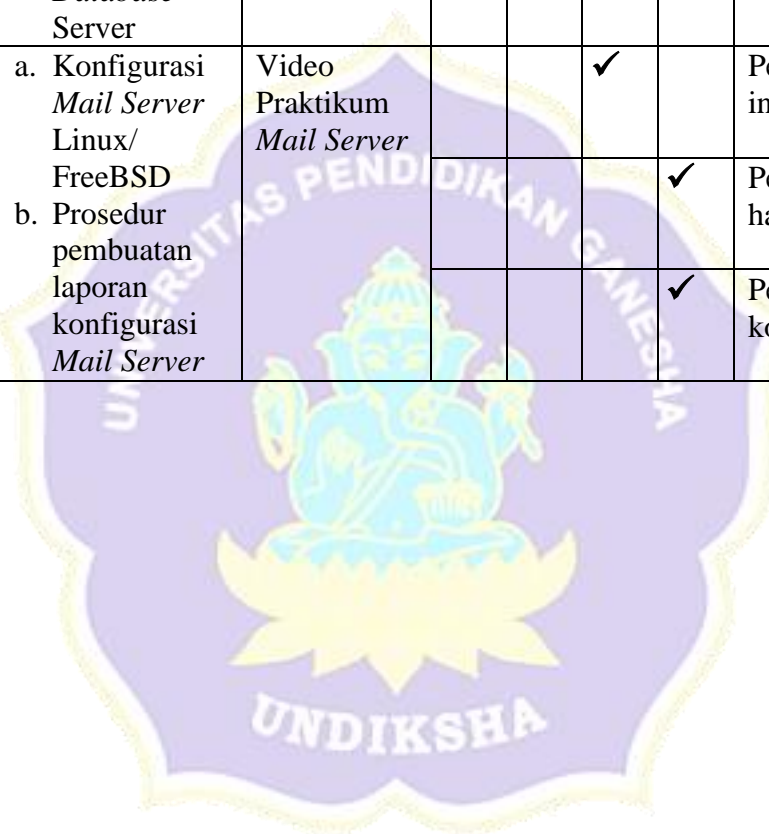 Server
a. Konfigurasi
Mail Server
Linux/
FreeBSD
b. Prosedur
pembuatan
laporan
konfigurasi
Mail Server
Video
Praktikum
Mail Server
✓
✓
✓
UNIVERSITAS PENDIDIKAN GANESHA
UNDIKSHA